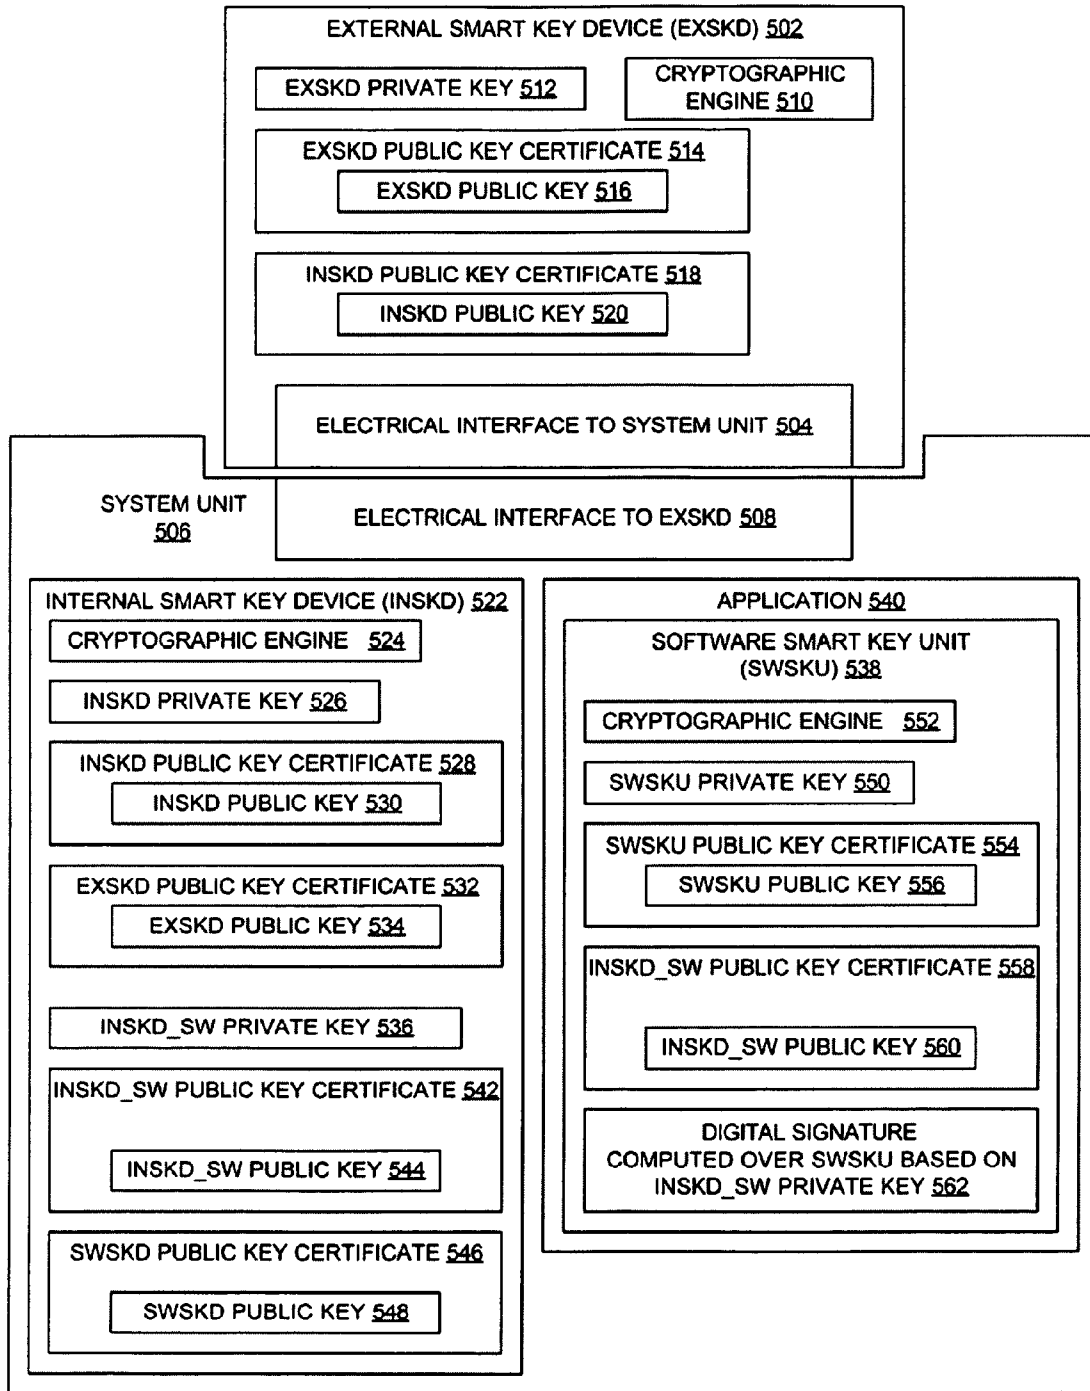 EXTERNAL SMART KEY DEVICE (EXSKD) 502
EXSKD PRIVATE KEY 512
CRYPTOGRAPHIC
ENGINE 510
EXSKD PUBLIC KEY CERTIFICATE 514
EXSKD PUBLIC KEY 516
INSKD PUBLIC KEY CERTIFICATE 518
INSKD PUBLIC KEY 520
ELECTRICAL INTERFACE TO SYSTEM UNIT 504
SYSTEM UNIT
506
ELECTRICAL INTERFACE TO EXSKD 508
INTERNAL SMART KEY DEVICE (INSKD) 522
CRYPTOGRAPHIC ENGINE 524
INSKD PRIVATE KEY 526
INSKD PUBLIC KEY CERTIFICATE 528
INSKD PUBLIC KEY 530
EXSKD PUBLIC KEY CERTIFICATE 532
EXSKD PUBLIC KEY 534
INSKD_SW PRIVATE KEY 536
INSKD_SW PUBLIC KEY CERTIFICATE 542
INSKD_SW PUBLIC KEY 544
SWSKD PUBLIC KEY CERTIFICATE 546
SWSKD PUBLIC KEY 548
APPLICATION 540
SOFTWARE SMART KEY UNIT
(SWSKU) 538
CRYPTOGRAPHIC ENGINE 552
SWSKU PRIVATE KEY 550
SWSKU PUBLIC KEY CERTIFICATE 554
SWSKU PUBLIC KEY 556
INSKD_SW PUBLIC KEY CERTIFICATE 558
INSKD_SW PUBLIC KEY 560
DIGITAL SIGNATURE
COMPUTED OVER SWSKU BASED ON
INSKD_SW PRIVATE KEY 562